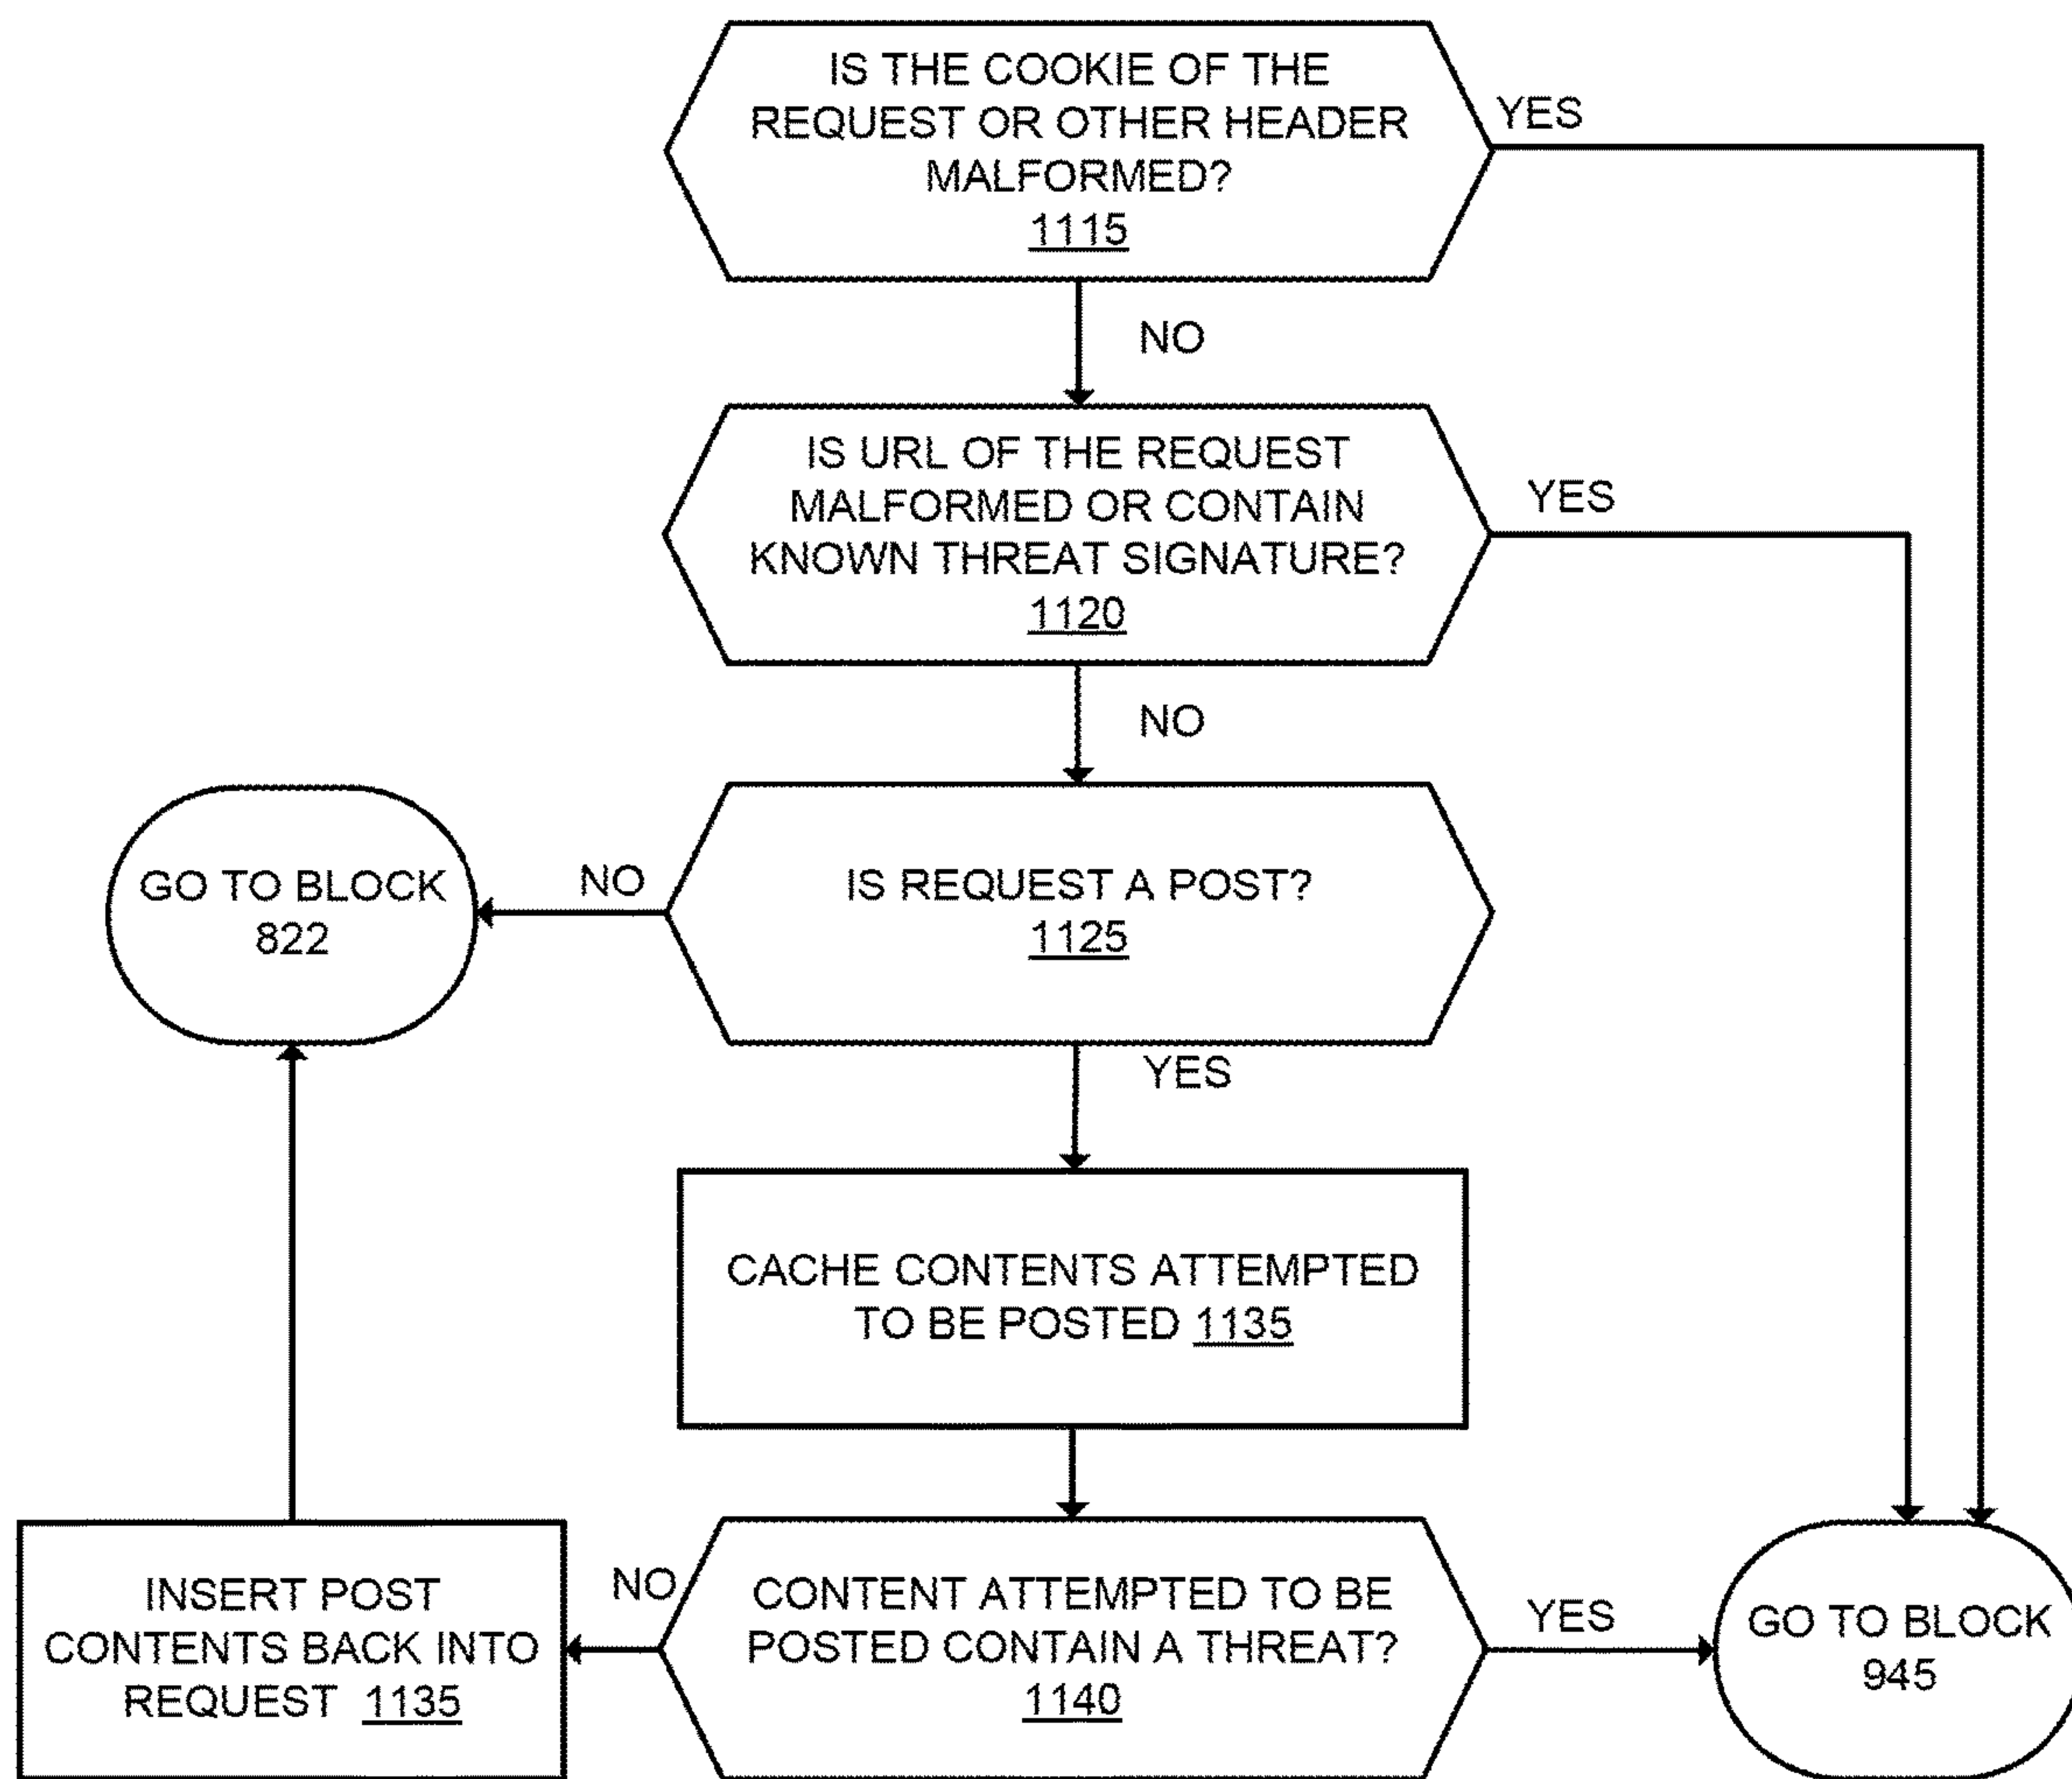 IS THE COOKIE OF THE
REQUEST OR OTHER HEADER
MALFORMED?
1115
YES
NO
IS URL OF THE REQUEST
MALFORMED OR CONTAIN
KNOWN THREAT SIGNATURE?
1120
YES
NO
GO TO BLOCK
822
NO
IS REQUEST A POST?
1125
YES
CACHE CONTENTS ATTEMPTED
TO BE POSTED 1135
INSERT POST
CONTENTS BACK INTO
REQUEST 1135
NO
CONTENT ATTEMPTED TO BE
POSTED CONTAIN A THREAT?
1140
YES
GO TO BLOCK
945